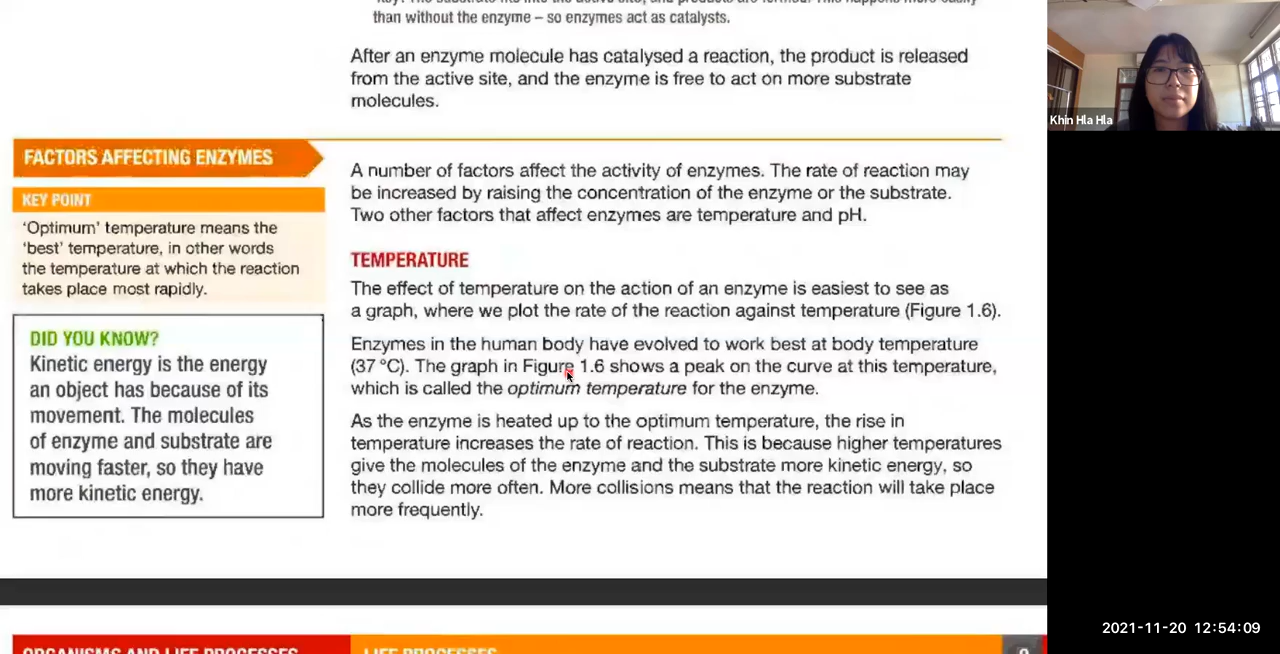 than without the enzyme – so enzymes act as catalysts.
After an enzyme molecule has catalysed a reaction, the product is released
from the active site, and the enzyme is free to act on more substrate
molecules.
FACTORS AFFECTING ENZYMES
KEY POINT
‘Optimum’ temperature means the
‘best’ temperature, in other words
the temperature at which the reaction
takes place most rapidly.
DID YOU KNOW?
Kinetic energy is the energy
an object has because of its
movement. The molecules
of enzyme and substrate are
moving faster, so they have
more kinetic energy.
A number of factors affect the activity of enzymes. The rate of reaction may
be increased by raising the concentration of the enzyme or the substrate.
Two other factors that affect enzymes are temperature and pH.
TEMPERATURE
The effect of temperature on the action of an enzyme is easiest to see as
a graph, where we plot the rate of the reaction against temperature (Figure 1.6).
Enzymes in the human body have evolved to work best at body temperature
(37 °C). The graph in Figure 1.6 shows a peak on the curve at this temperature,
which is called the optimum temperature for the enzyme.
As the enzyme is heated up to the optimum temperature, the rise in
temperature increases the rate of reaction. This is because higher temperatures
give the molecules of the enzyme and the substrate more kinetic energy, so
they collide more often. More collisions means that the reaction will take place
more frequently.
ORGANISMS AND LIFE PROCESSES
LIFE PROCESSES
9
Khin Hla Hla
2021-11-20 12:54:09